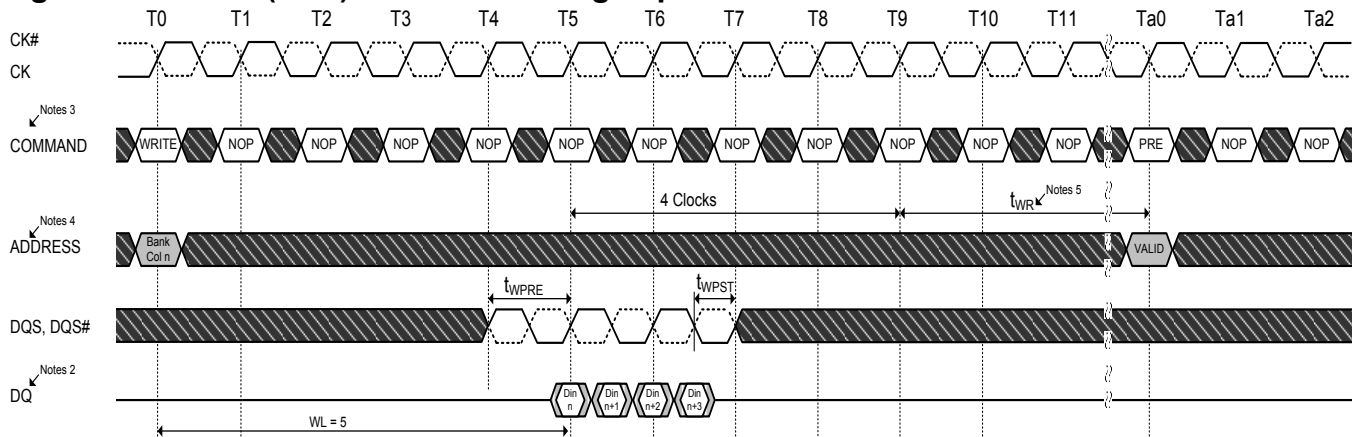 T0 T1 T2 T3 T4 T5 T6 T7 T8 T9 T10 T11 Ta0 Ta1 Ta2
CK#
CK
Notes 3
COMMAND WRITE NOP NOP NOP NOP NOP NOP NOP NOP NOP NOP NOP PRE NOP NOP
4 Clocks tWR Notes 5
Notes 4
ADDRESS Bank Col n VALID
tWPRE tWPST
DQS, DQS#
Notes 2
DQ Din n Din n+1 Din n+2 Din n+3
WL = 5